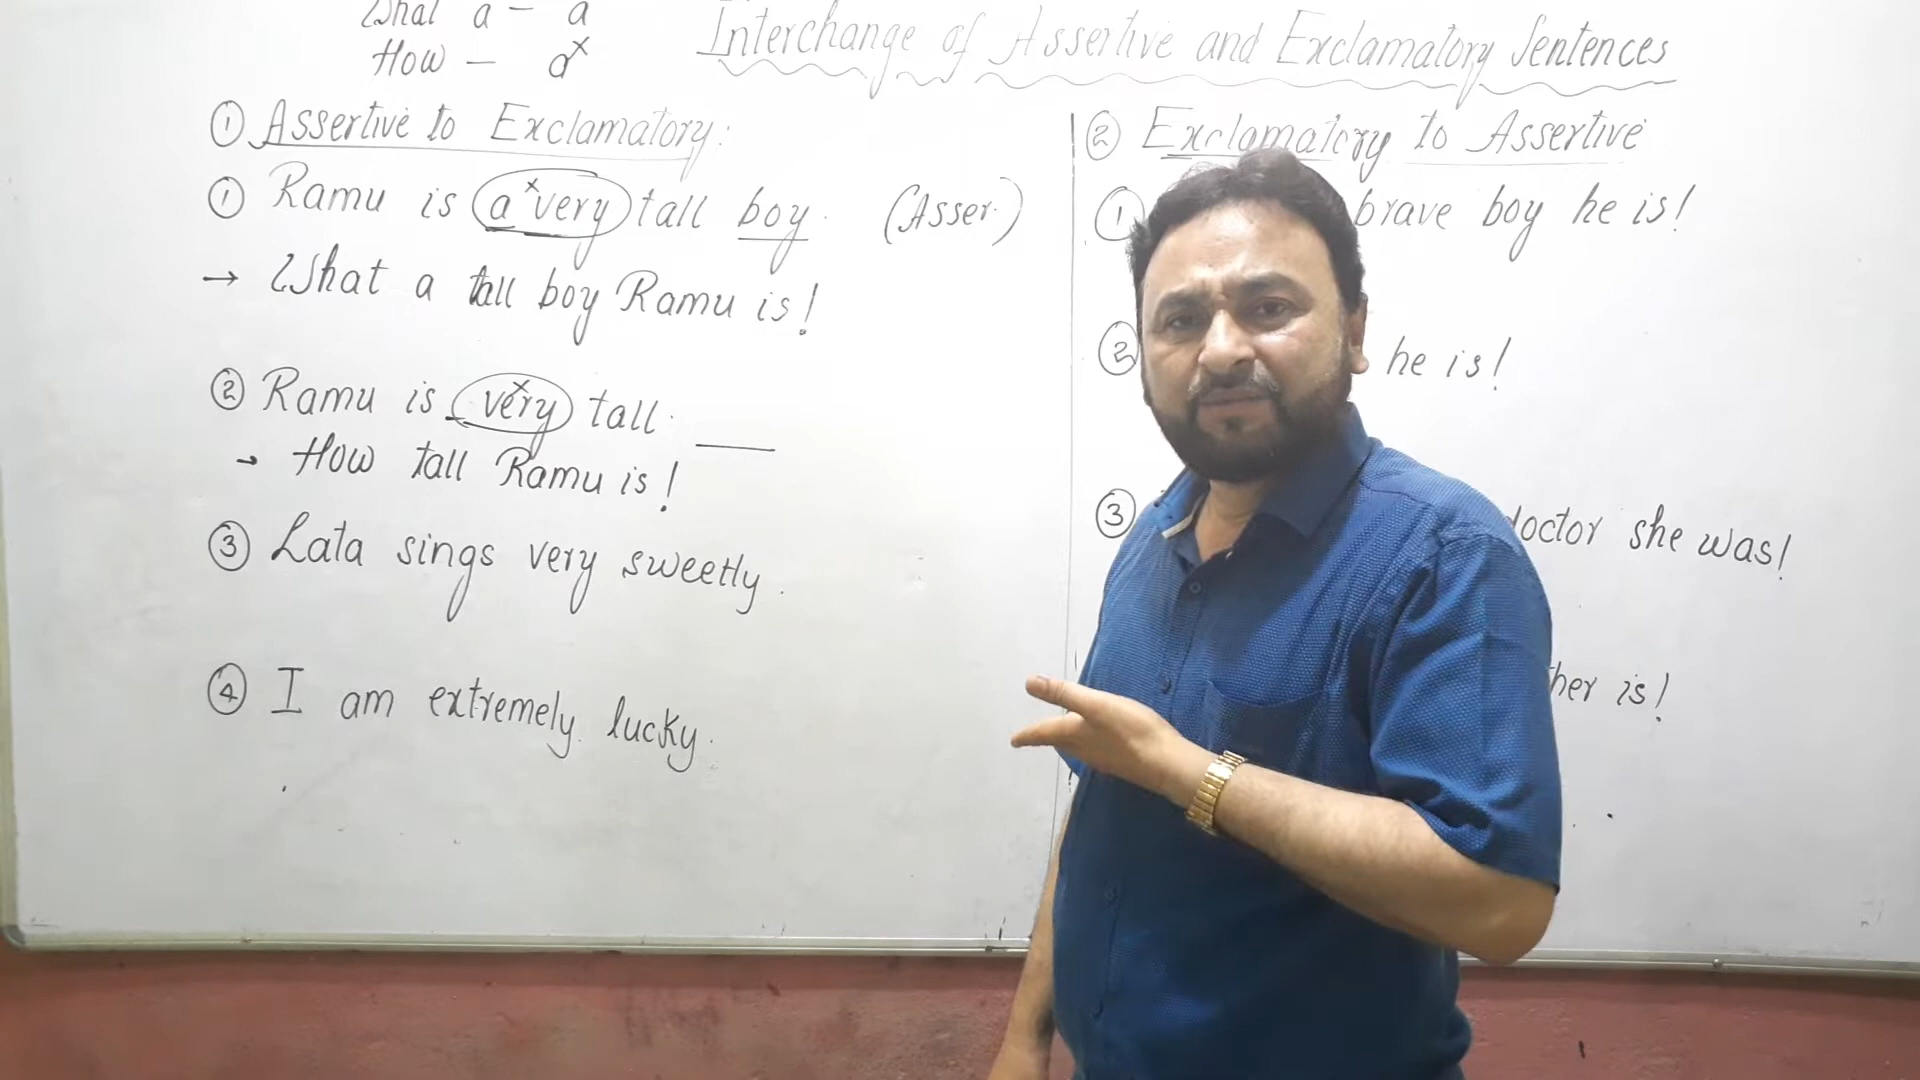 What a - a
How - a x
Interchange of Assertive and Exclamatory Sentences
① Assertive to Exclamatory:
① Ramu is a x very tall boy. (Asser.)
→ What a tall boy Ramu is!
② Ramu is very x tall. ___
→ How tall Ramu is!
③ Lata sings very sweetly.
④ I am extremely lucky.
② Exclamatory to Assertive
① brave boy he is!
② he is!
③ doctor she was!
is!